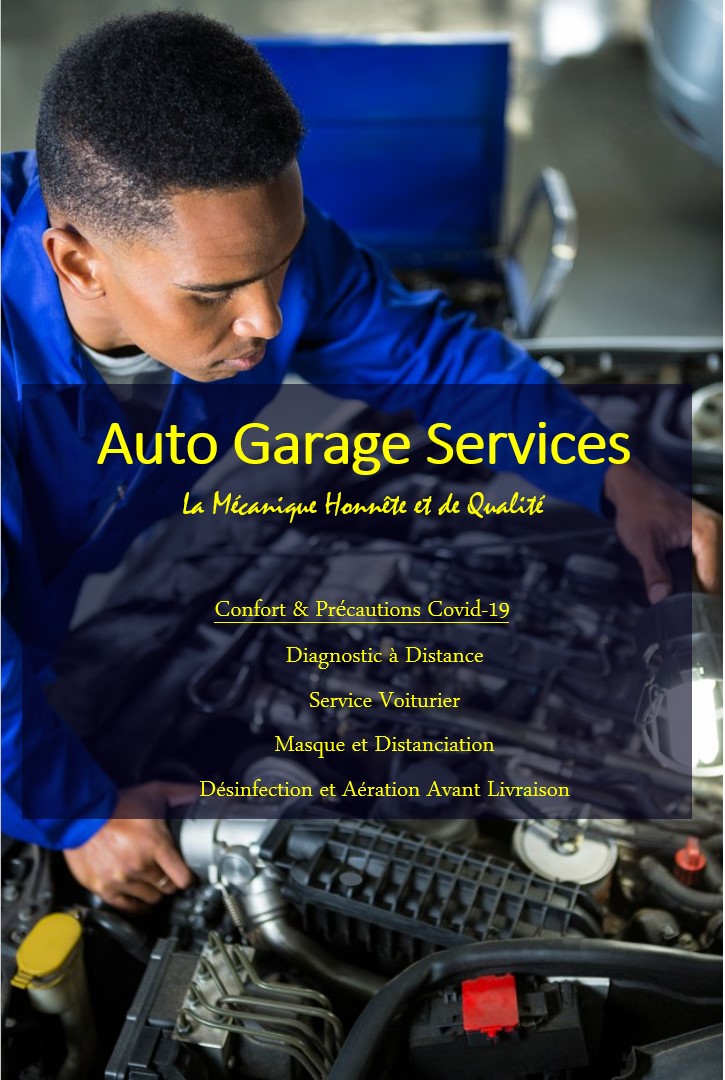 Auto Garage Services
La Mécanique Honnête et de Qualité
Confort & Précautions Covid-19
Diagnostic à Distance
Service Voiturier
Masque et Distanciation
Désinfection et Aération Avant Livraison